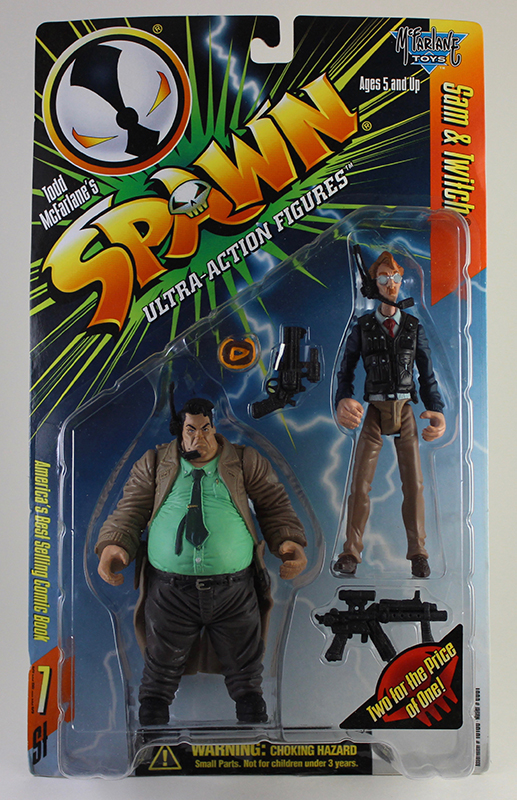 McFARLANE
TOYS
Ages 5 and Up
Sam & Twitch
Todd
McFarlane's
SPAWN
ULTRA-ACTION FIGURES™
America's Best Selling Comic Book
7
Two for the Price
of One!
WARNING: CHOKING HAZARD
Small Parts. Not for children under 3 years.